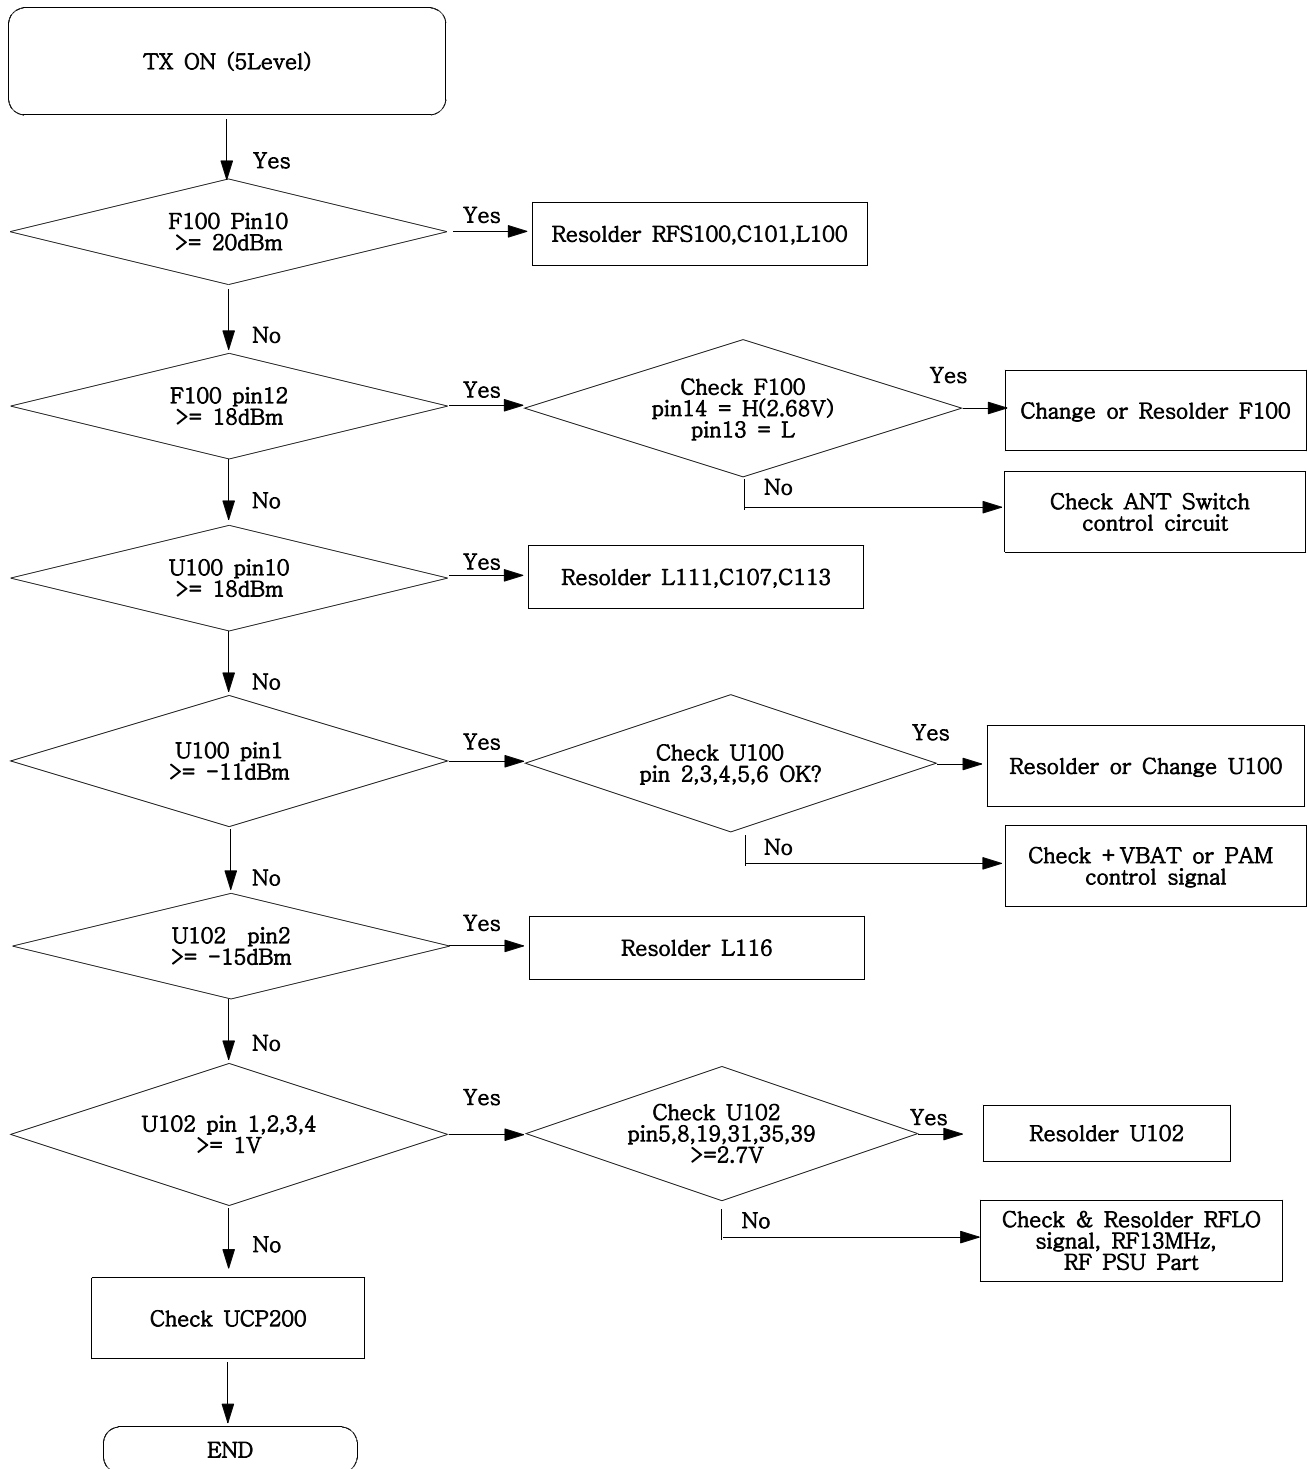 TX ON (5Level)
Yes
F100 Pin10
>= 20dBm
Yes
Resolder RFS100,C101,L100
No
F100 pin12
>= 18dBm
Yes
Check F100
pin14 = H(2.68V)
pin13 = L
Yes
Change or Resolder F100
No
Check ANT Switch
control circuit
No
U100 pin10
>= 18dBm
Yes
Resolder L111,C107,C113
No
U100 pin1
>= -11dBm
Yes
Check U100
pin 2,3,4,5,6 OK?
Yes
Resolder or Change U100
No
Check +VBAT or PAM
control signal
No
U102 pin2
>= -15dBm
Yes
Resolder L116
No
U102 pin 1,2,3,4
>= 1V
Yes
Check U102
pin5,8,19,31,35,39
>=2.7V
Yes
Resolder U102
No
Check & Resolder RFLO
signal, RF13MHz,
RF PSU Part
No
Check UCP200
END